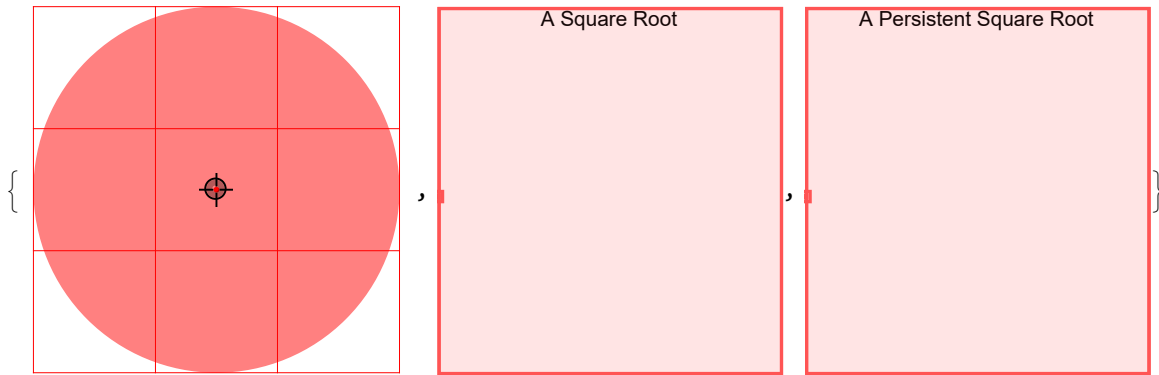 { , A Square Root , A Persistent Square Root }